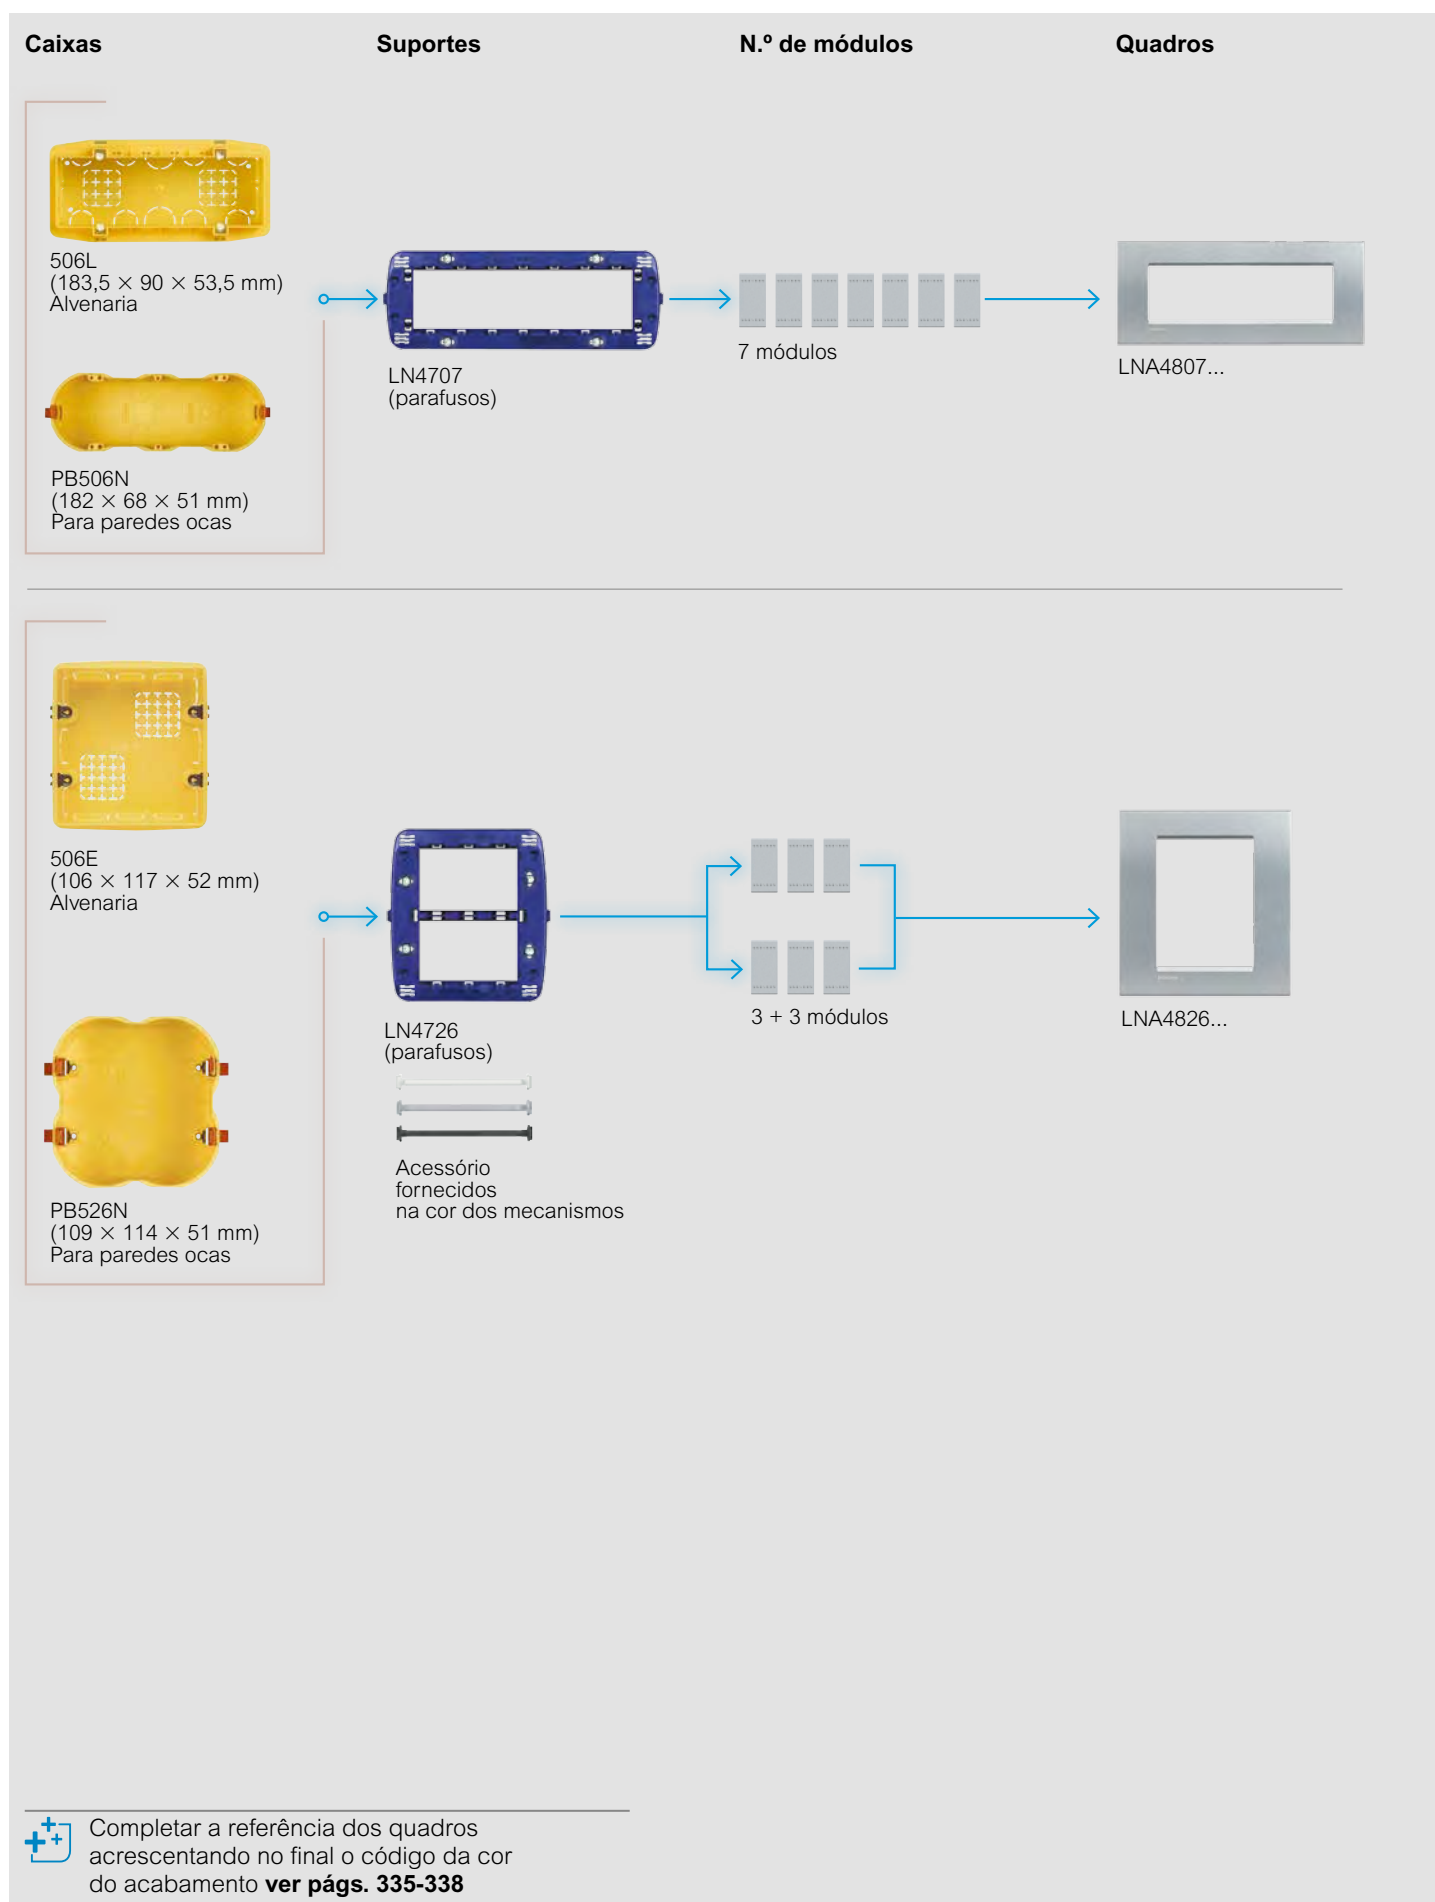 Caixas
Suportes
N.º de módulos
Quadros
506L
(183,5 × 90 × 53,5 mm)
Alvenaria
PB506N
(182 × 68 × 51 mm)
Para paredes ocas
LN4707
(parafusos)
7 módulos
LNA4807...
506E
(106 × 117 × 52 mm)
Alvenaria
PB526N
(109 × 114 × 51 mm)
Para paredes ocas
LN4726
(parafusos)
Acessório
fornecidos
na cor dos mecanismos
3 + 3 módulos
LNA4826...
Completar a referência dos quadros
acrescentando no final o código da cor
do acabamento ver págs. 335-338